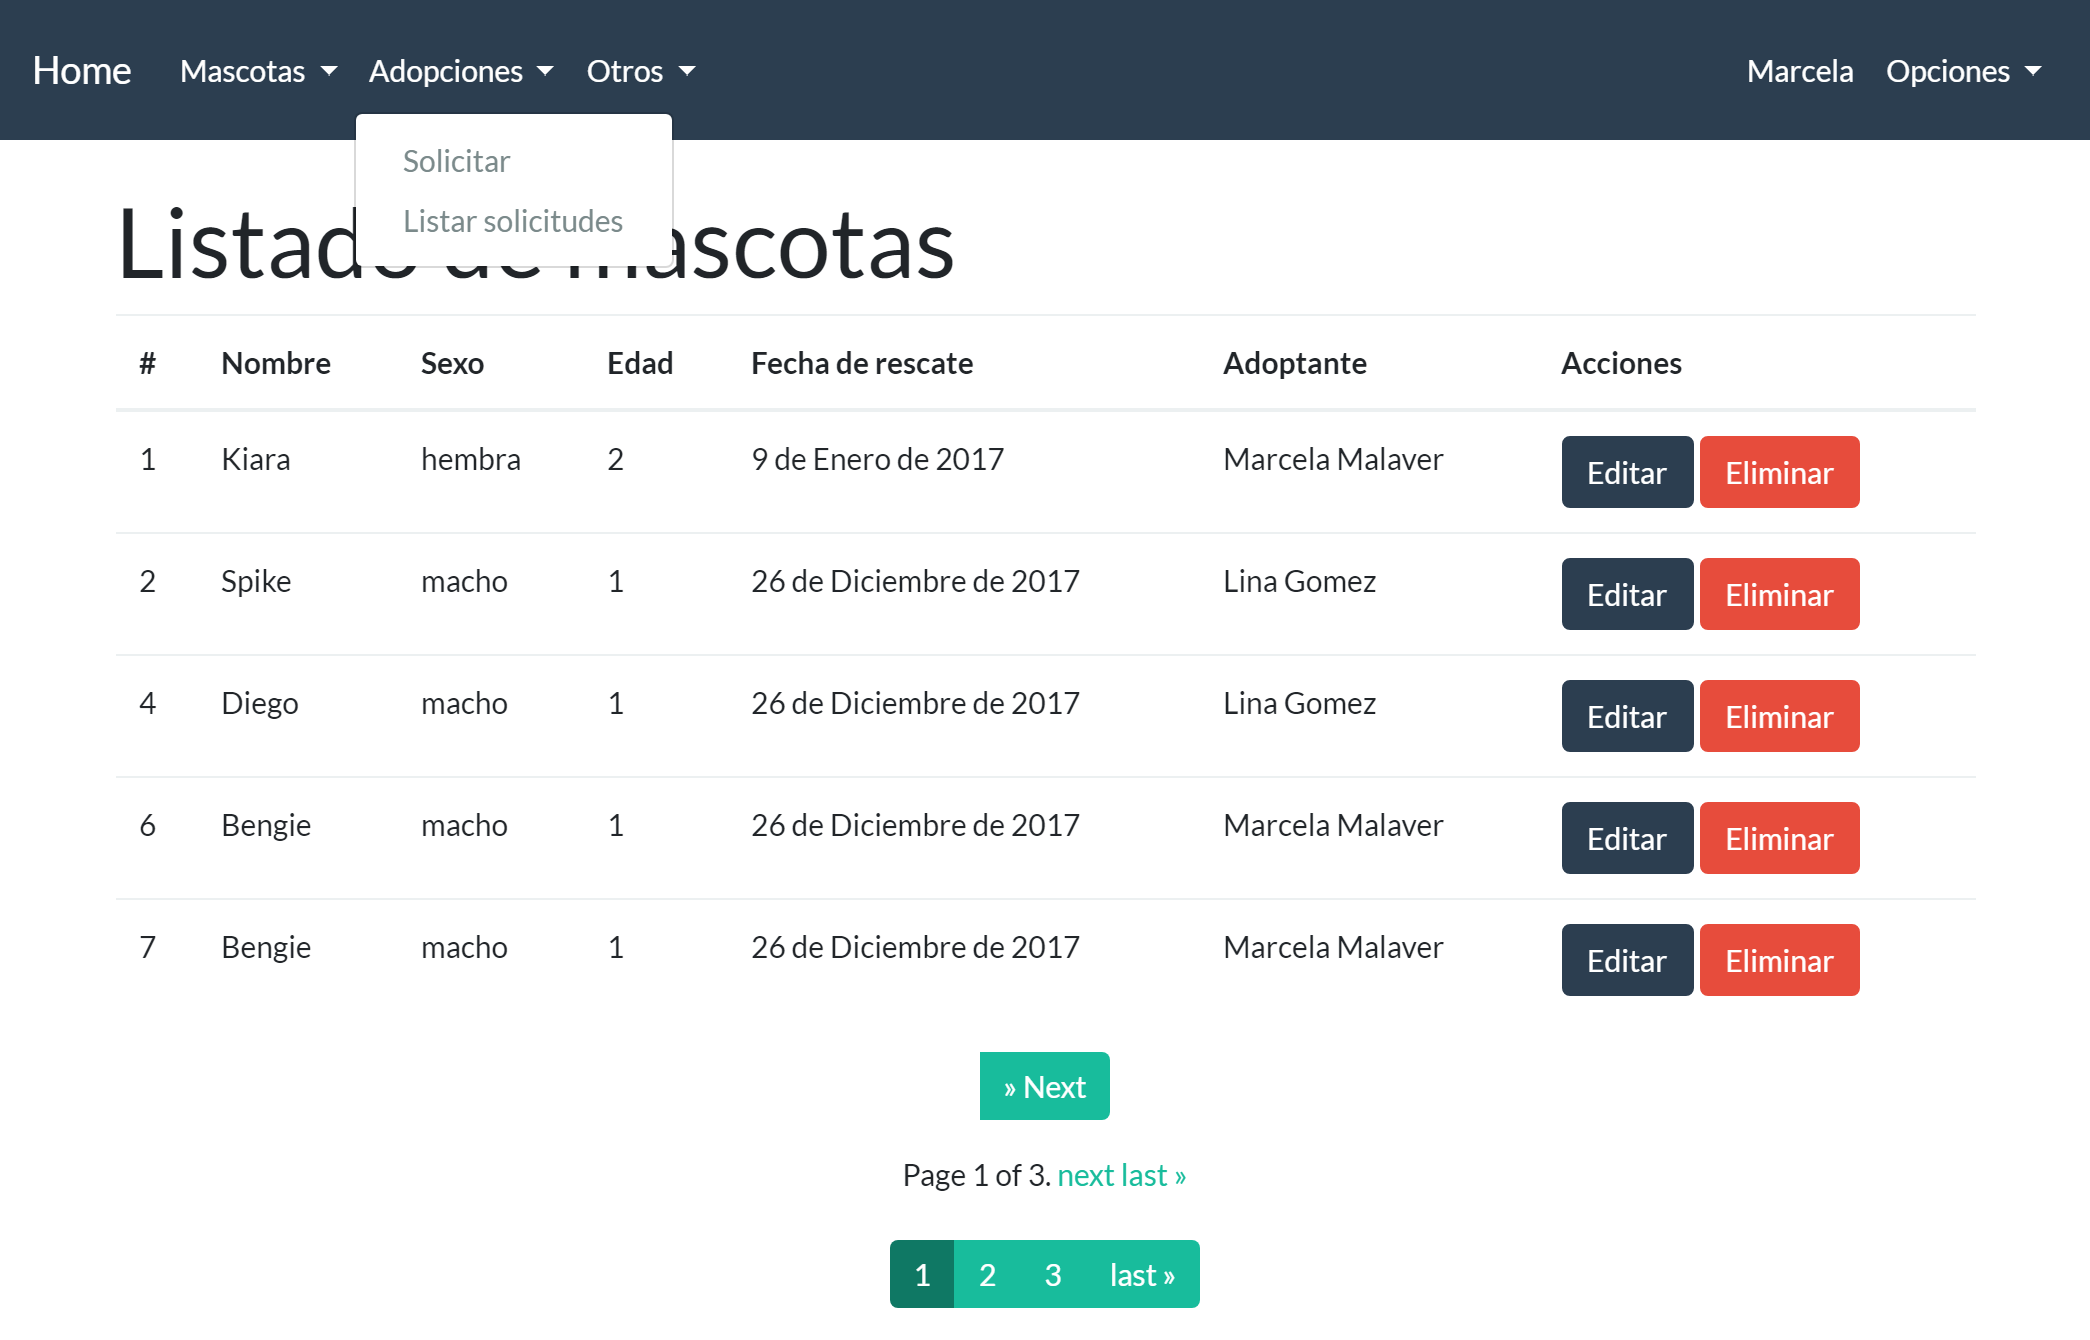 Home Mascotas Adopciones Otros Marcela Opciones
Solicitar
Listar solicitudes
Listado de mascotas
# Nombre Sexo Edad Fecha de rescate Adoptante Acciones
1 Kiara hembra 2 9 de Enero de 2017 Marcela Malaver Editar Eliminar
2 Spike macho 1 26 de Diciembre de 2017 Lina Gomez Editar Eliminar
4 Diego macho 1 26 de Diciembre de 2017 Lina Gomez Editar Eliminar
6 Bengie macho 1 26 de Diciembre de 2017 Marcela Malaver Editar Eliminar
7 Bengie macho 1 26 de Diciembre de 2017 Marcela Malaver Editar Eliminar
» Next
Page 1 of 3. next last »
1 2 3 last »